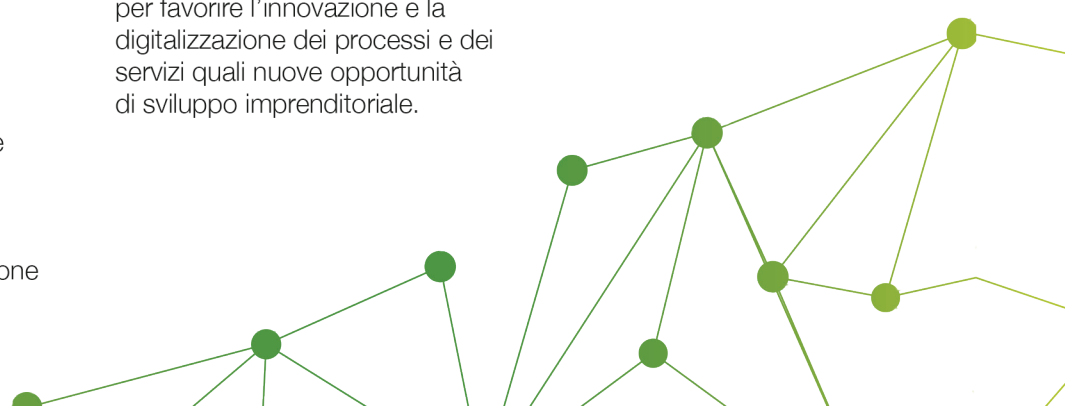 per favorire l'innovazione e la
digitalizzazione dei processi e dei
servizi quali nuove opportunità
di sviluppo imprenditoriale.